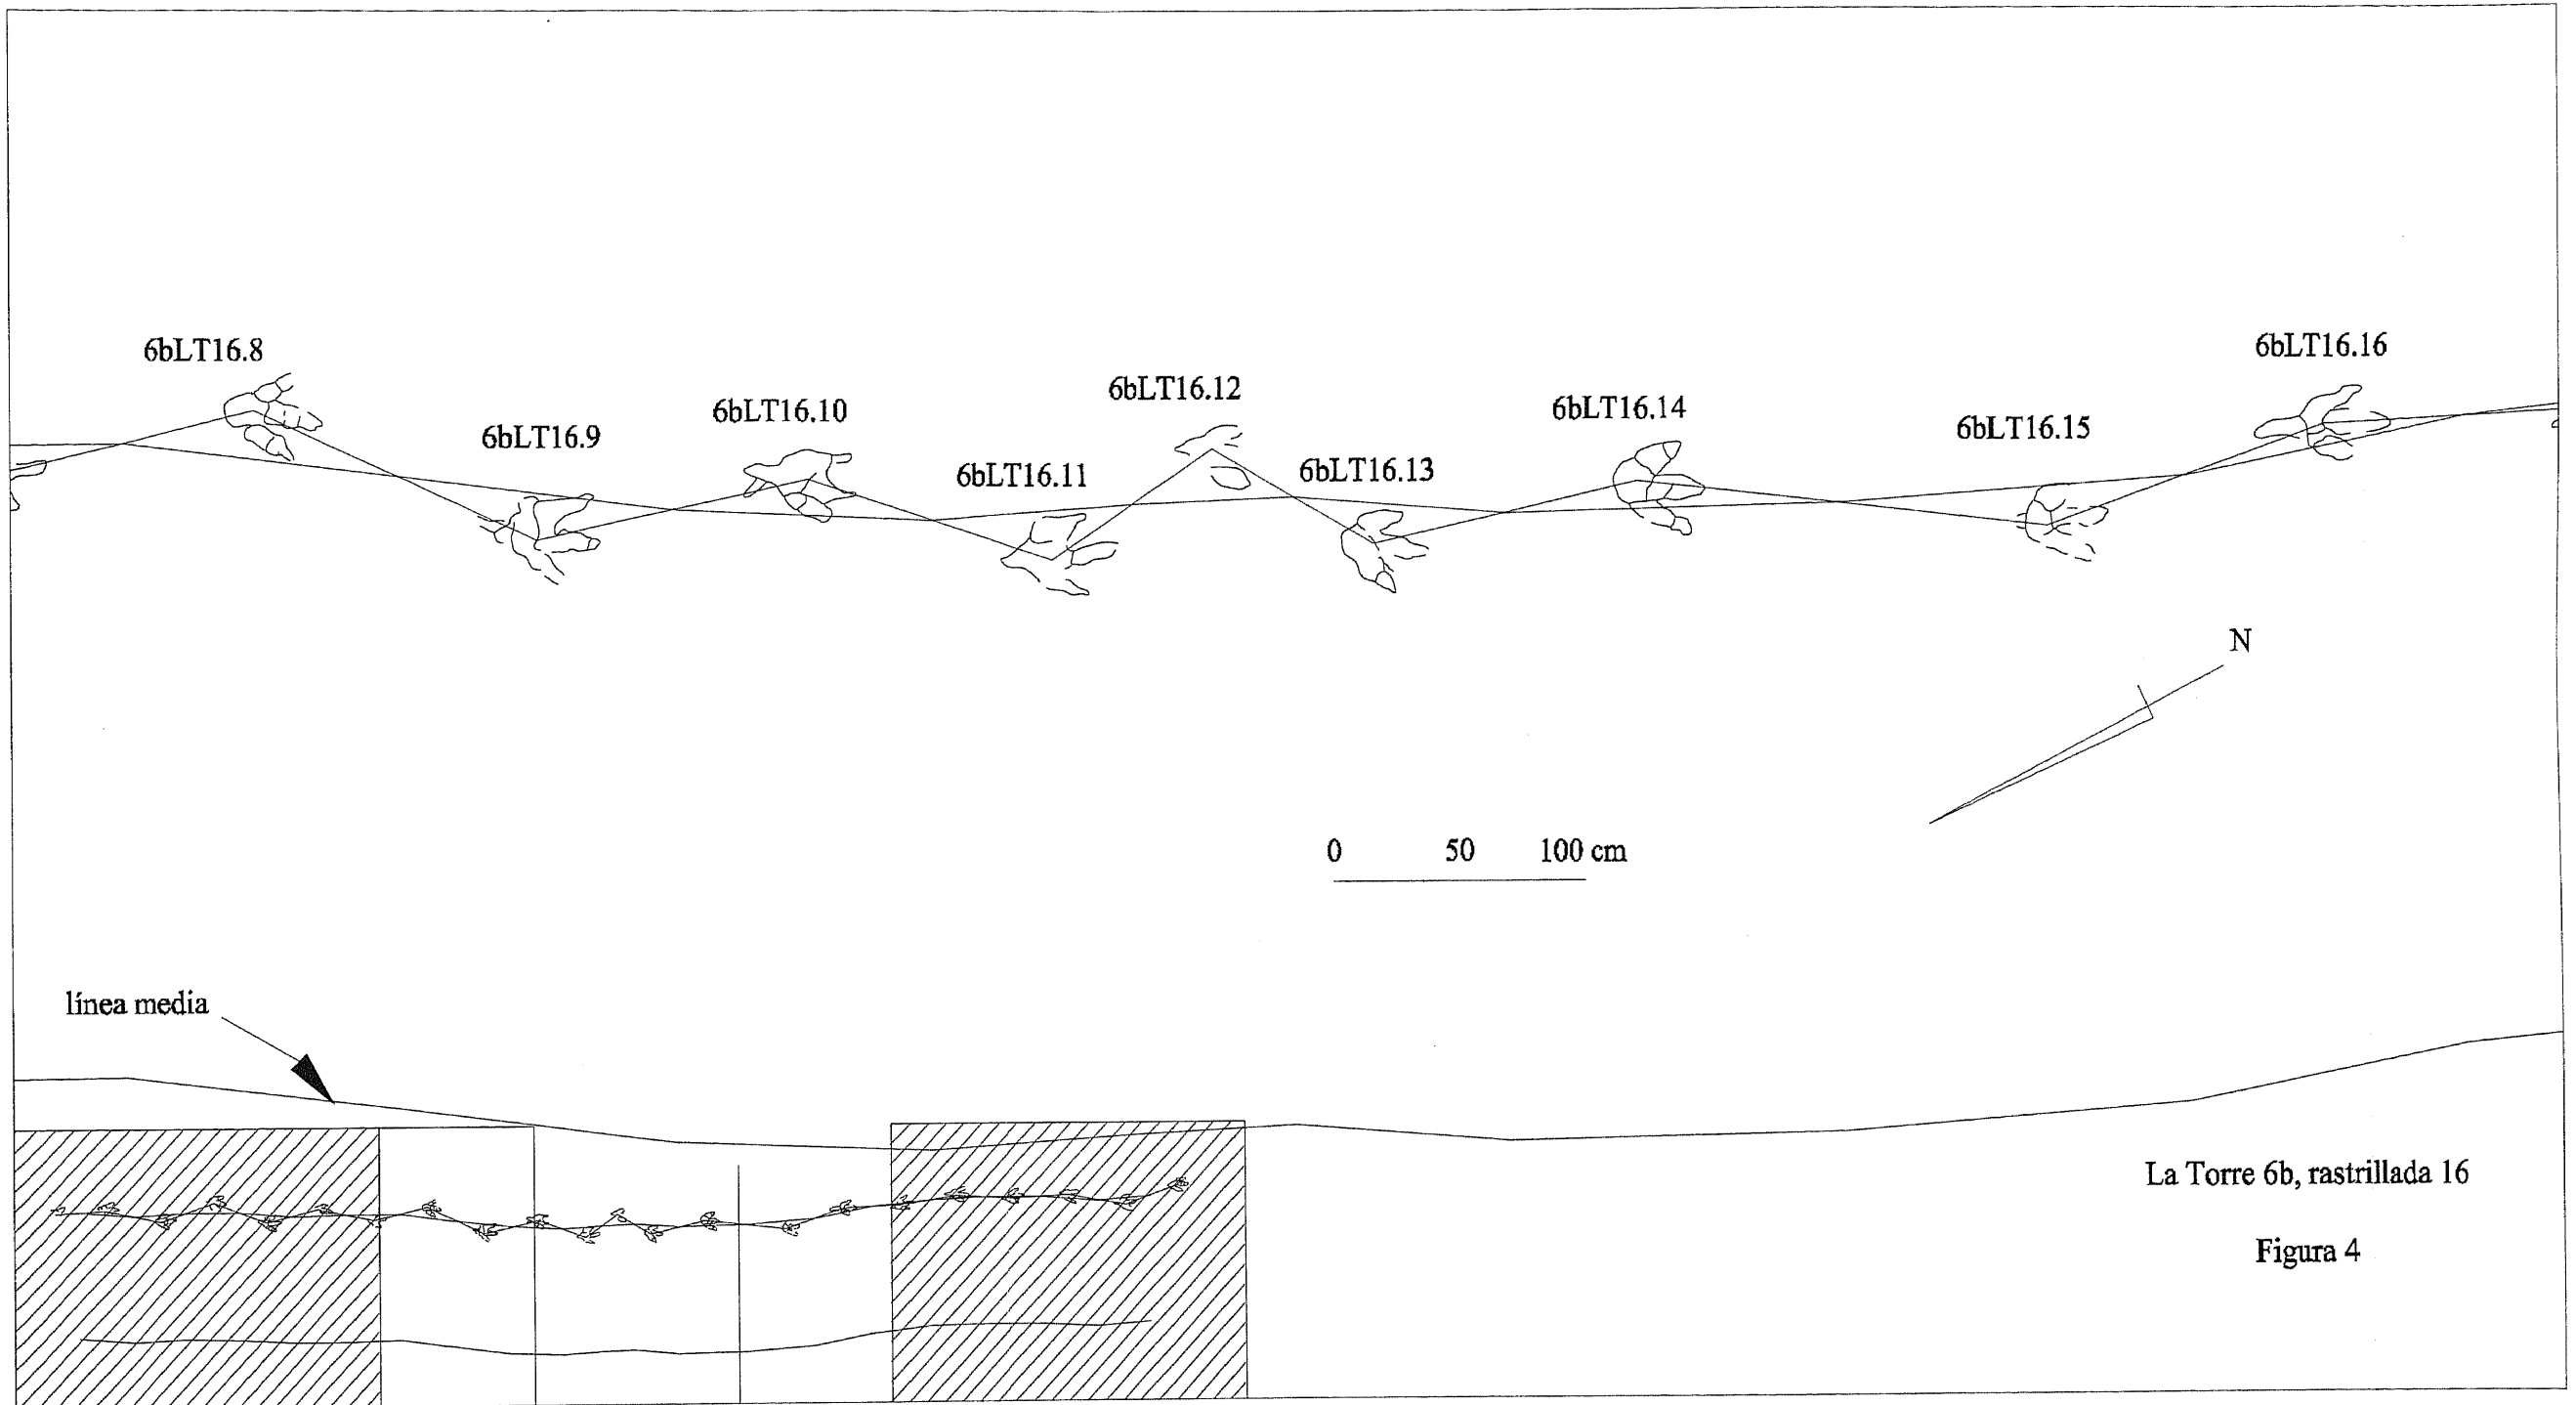 6bLT16.8
6bLT16.9
6bLT16.10
6bLT16.11
6bLT16.12
6bLT16.13
6bLT16.14
6bLT16.15
6bLT16.16
N
0 50 100 cm
línea media
La Torre 6b, rastrillada 16
Figura 4